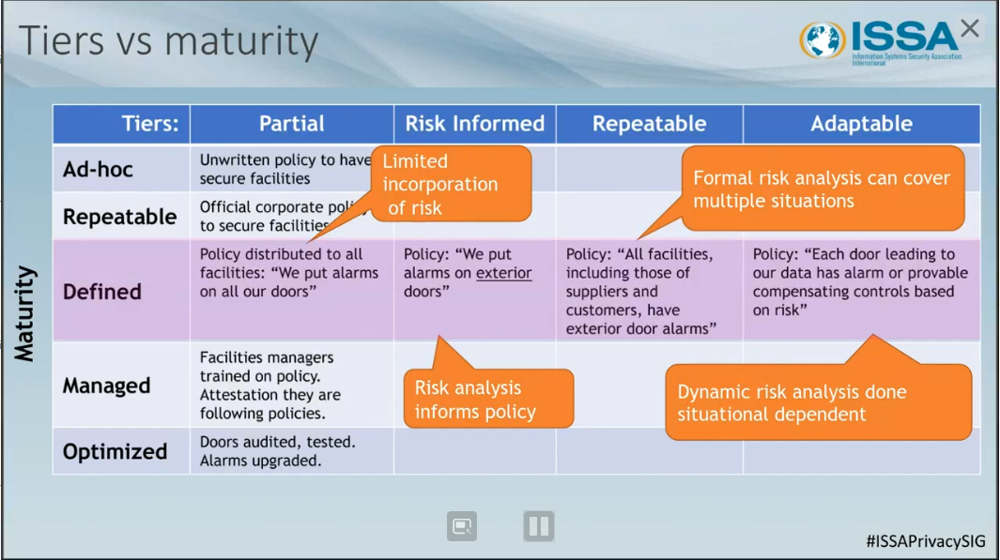 Tiers vs maturity
ISSA
Information Systems Security Association
International
Tiers: Partial Risk Informed Repeatable Adaptable
Maturity
Ad-hoc
Unwritten policy to have
secure facilities
Limited
incorporation
of risk
Formal risk analysis can cover
multiple situations
Repeatable
Official corporate
to secure facilities
Defined
Policy distributed to all
facilities: “We put alarms
on all our doors”
Policy: “We put
alarms on exterior
doors”
Policy: “All facilities,
including those of
suppliers and
customers, have
exterior door alarms”
Policy: “Each door leading to
our data has alarm or provable
compensating controls based
on risk”
Managed
Facilities managers
trained on policy.
Attestation they are
following policies.
Risk analysis
informs policy
Dynamic risk analysis done
situational dependent
Optimized
Doors audited, tested.
Alarms upgraded.
#ISSAPrivacySIG